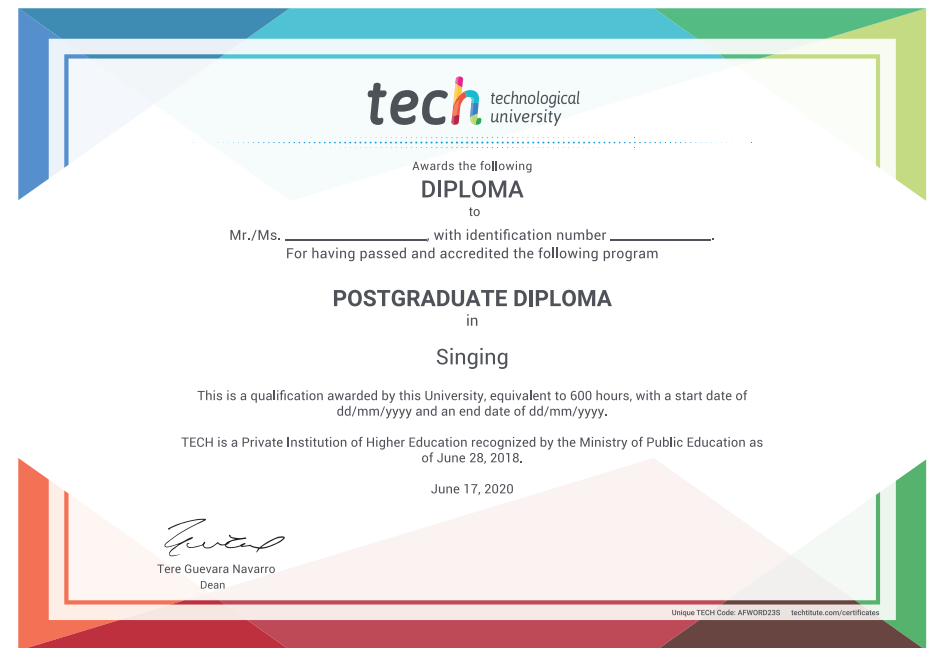 tech technological
university
Awards the following
DIPLOMA
to
Mr./Ms. ____________________, with identification number ______________.
For having passed and accredited the following program
POSTGRADUATE DIPLOMA
in
Singing
This is a qualification awarded by this University, equivalent to 600 hours, with a start date of
dd/mm/yyyy and an end date of dd/mm/yyyy.
TECH is a Private Institution of Higher Education recognized by the Ministry of Public Education as
of June 28, 2018.
June 17, 2020
Tere Guevara Navarro
Dean
Unique TECH Code: AFWORD23S techtitute.com/certificates